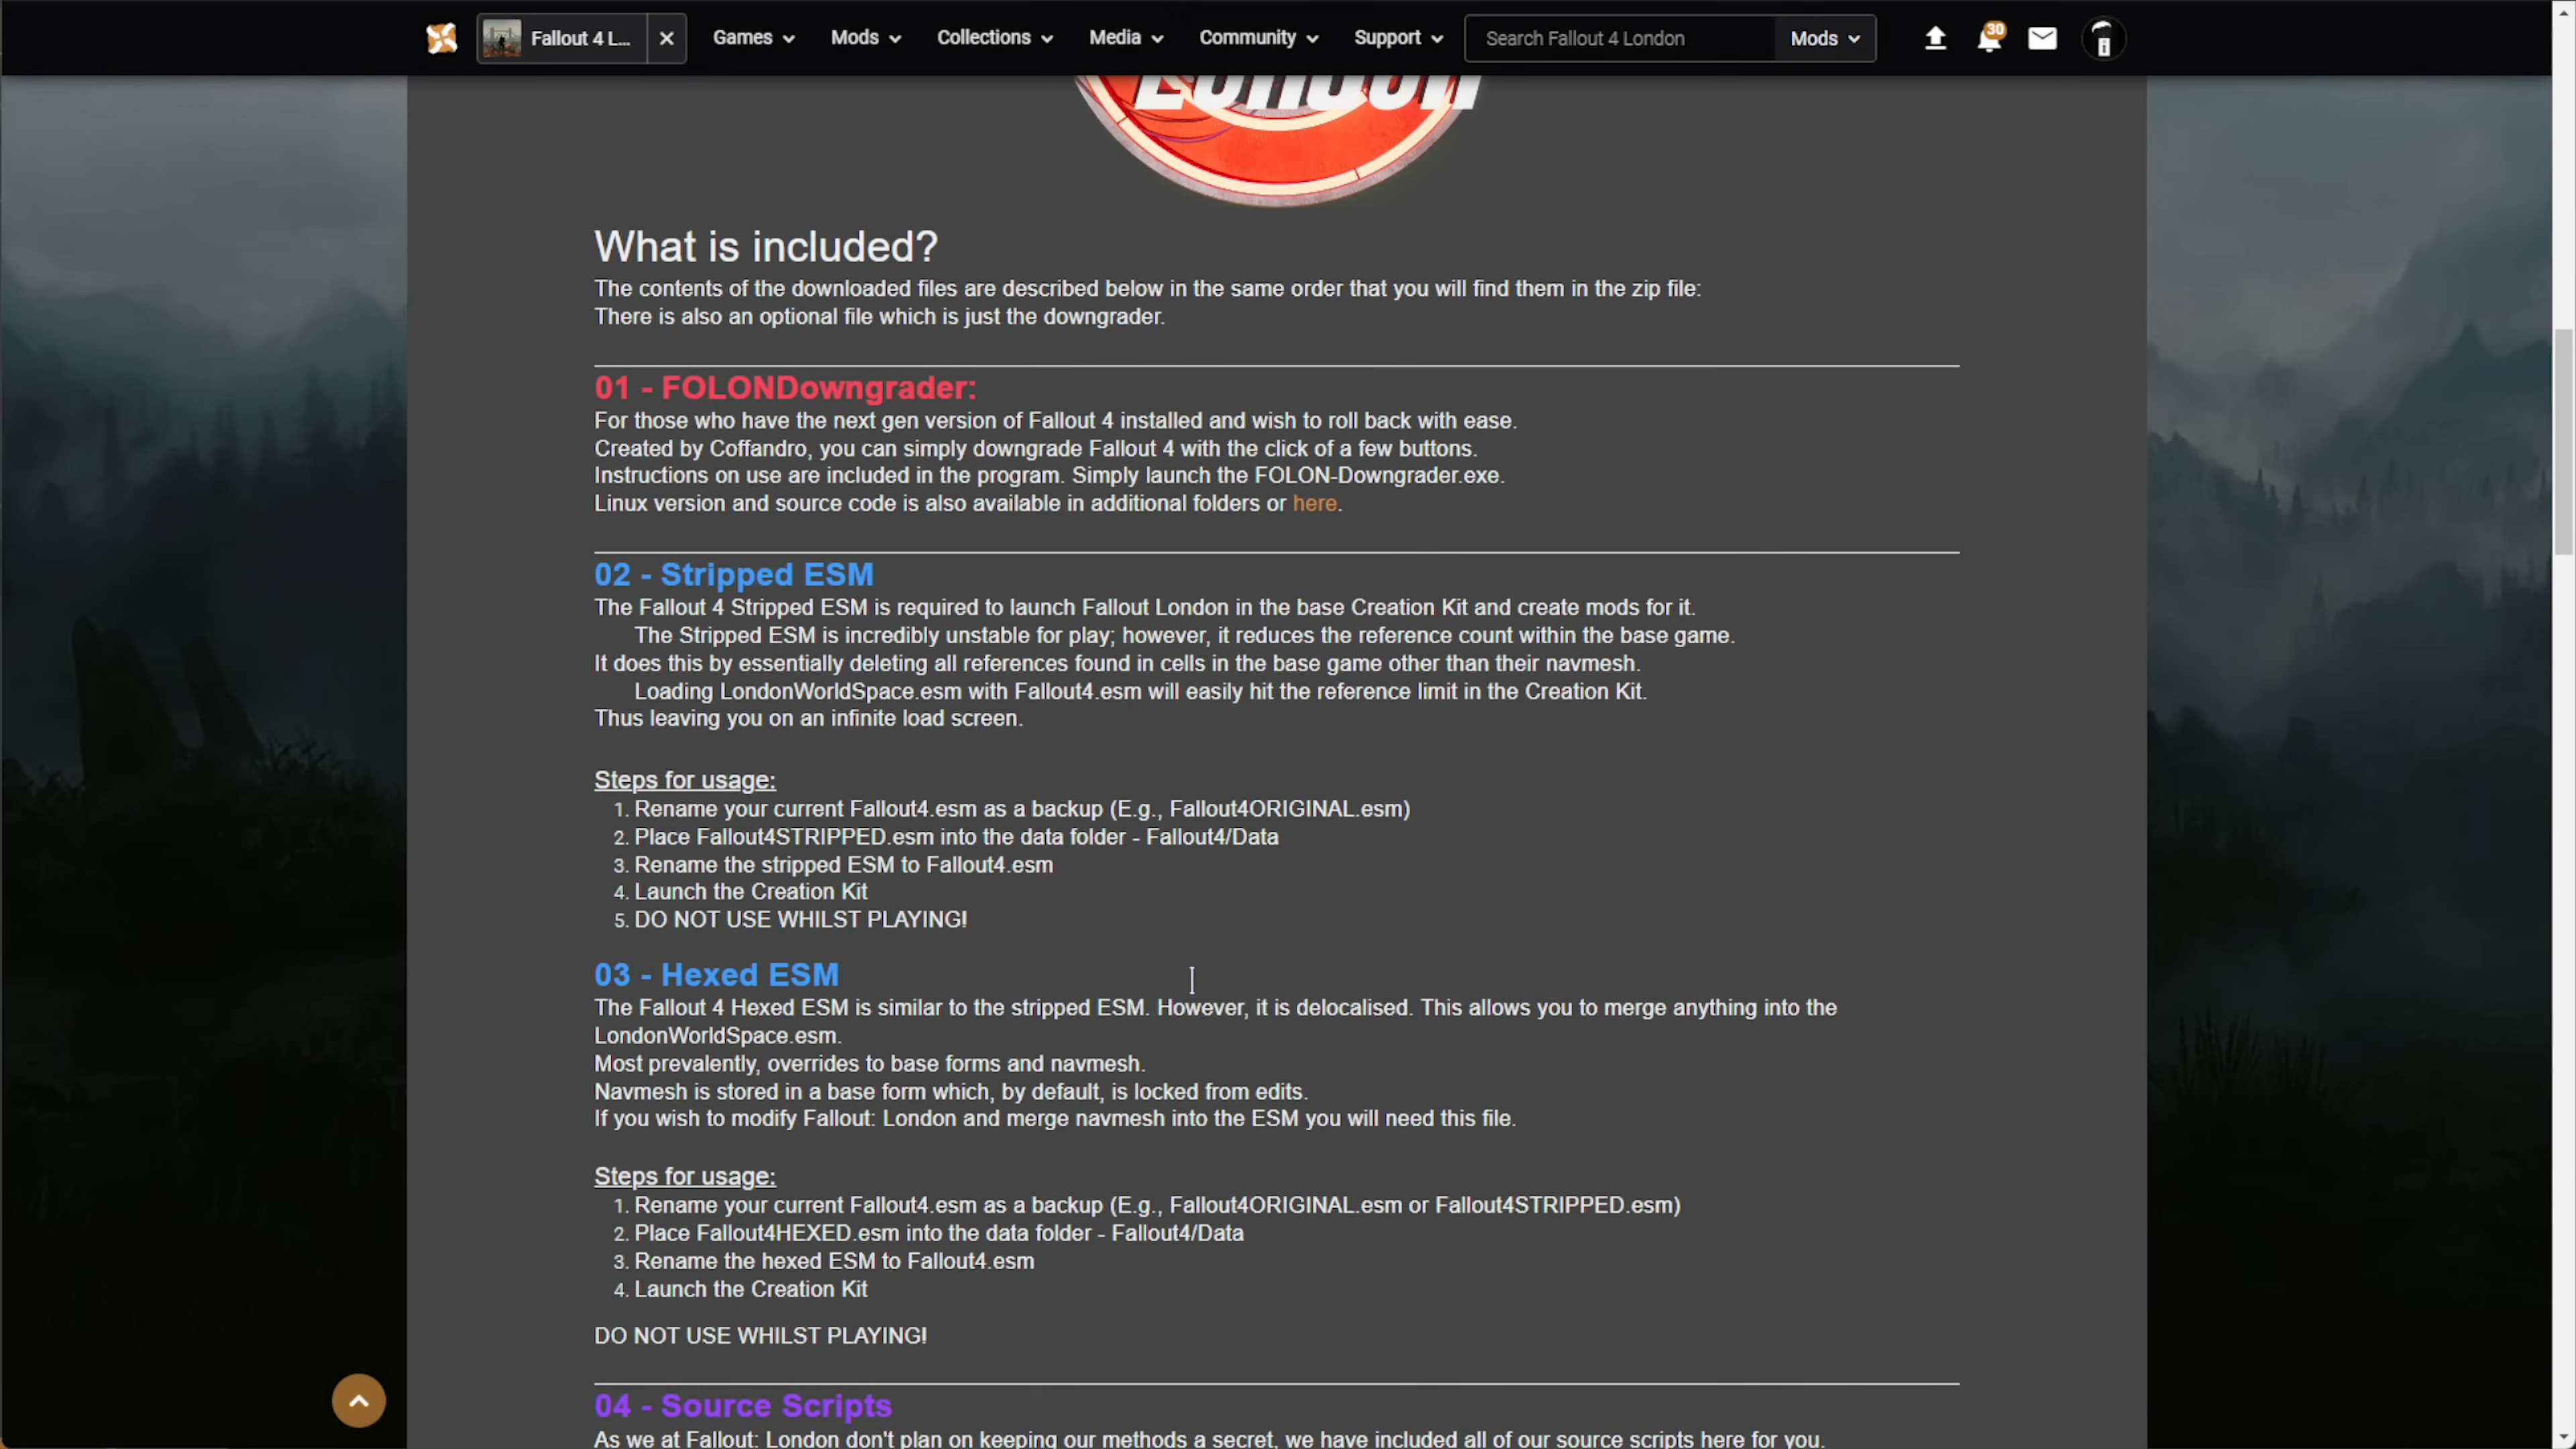 Fallout 4 L...
Games
Mods
Collections
Media
Community
Support
Search Fallout 4 London
Mods
30
London
What is included?
The contents of the downloaded files are described below in the same order that you will find them in the zip file:
There is also an optional file which is just the downgrader.
01 - FOLONDowngrader:
For those who have the next gen version of Fallout 4 installed and wish to roll back with ease.
Created by Coffandro, you can simply downgrade Fallout 4 with the click of a few buttons.
Instructions on use are included in the program. Simply launch the FOLON-Downgrader.exe.
Linux version and source code is also available in additional folders or here.
02 - Stripped ESM
The Fallout 4 Stripped ESM is required to launch Fallout London in the base Creation Kit and create mods for it.
The Stripped ESM is incredibly unstable for play; however, it reduces the reference count within the base game.
It does this by essentially deleting all references found in cells in the base game other than their navmesh.
Loading LondonWorldSpace.esm with Fallout4.esm will easily hit the reference limit in the Creation Kit.
Thus leaving you on an infinite load screen.
Steps for usage:
1. Rename your current Fallout4.esm as a backup (E.g., Fallout4ORIGINAL.esm)
2. Place Fallout4STRIPPED.esm into the data folder - Fallout4/Data
3. Rename the stripped ESM to Fallout4.esm
4. Launch the Creation Kit
5. DO NOT USE WHILST PLAYING!
03 - Hexed ESM
The Fallout 4 Hexed ESM is similar to the stripped ESM. However, it is delocalised. This allows you to merge anything into the
LondonWorldSpace.esm.
Most prevalently, overrides to base forms and navmesh.
Navmesh is stored in a base form which, by default, is locked from edits.
If you wish to modify Fallout: London and merge navmesh into the ESM you will need this file.
Steps for usage:
1. Rename your current Fallout4.esm as a backup (E.g., Fallout4ORIGINAL.esm or Fallout4STRIPPED.esm)
2. Place Fallout4HEXED.esm into the data folder - Fallout4/Data
3. Rename the hexed ESM to Fallout4.esm
4. Launch the Creation Kit
DO NOT USE WHILST PLAYING!
04 - Source Scripts
As we at Fallout: London don't plan on keeping our methods a secret, we have included all of our source scripts here for you.